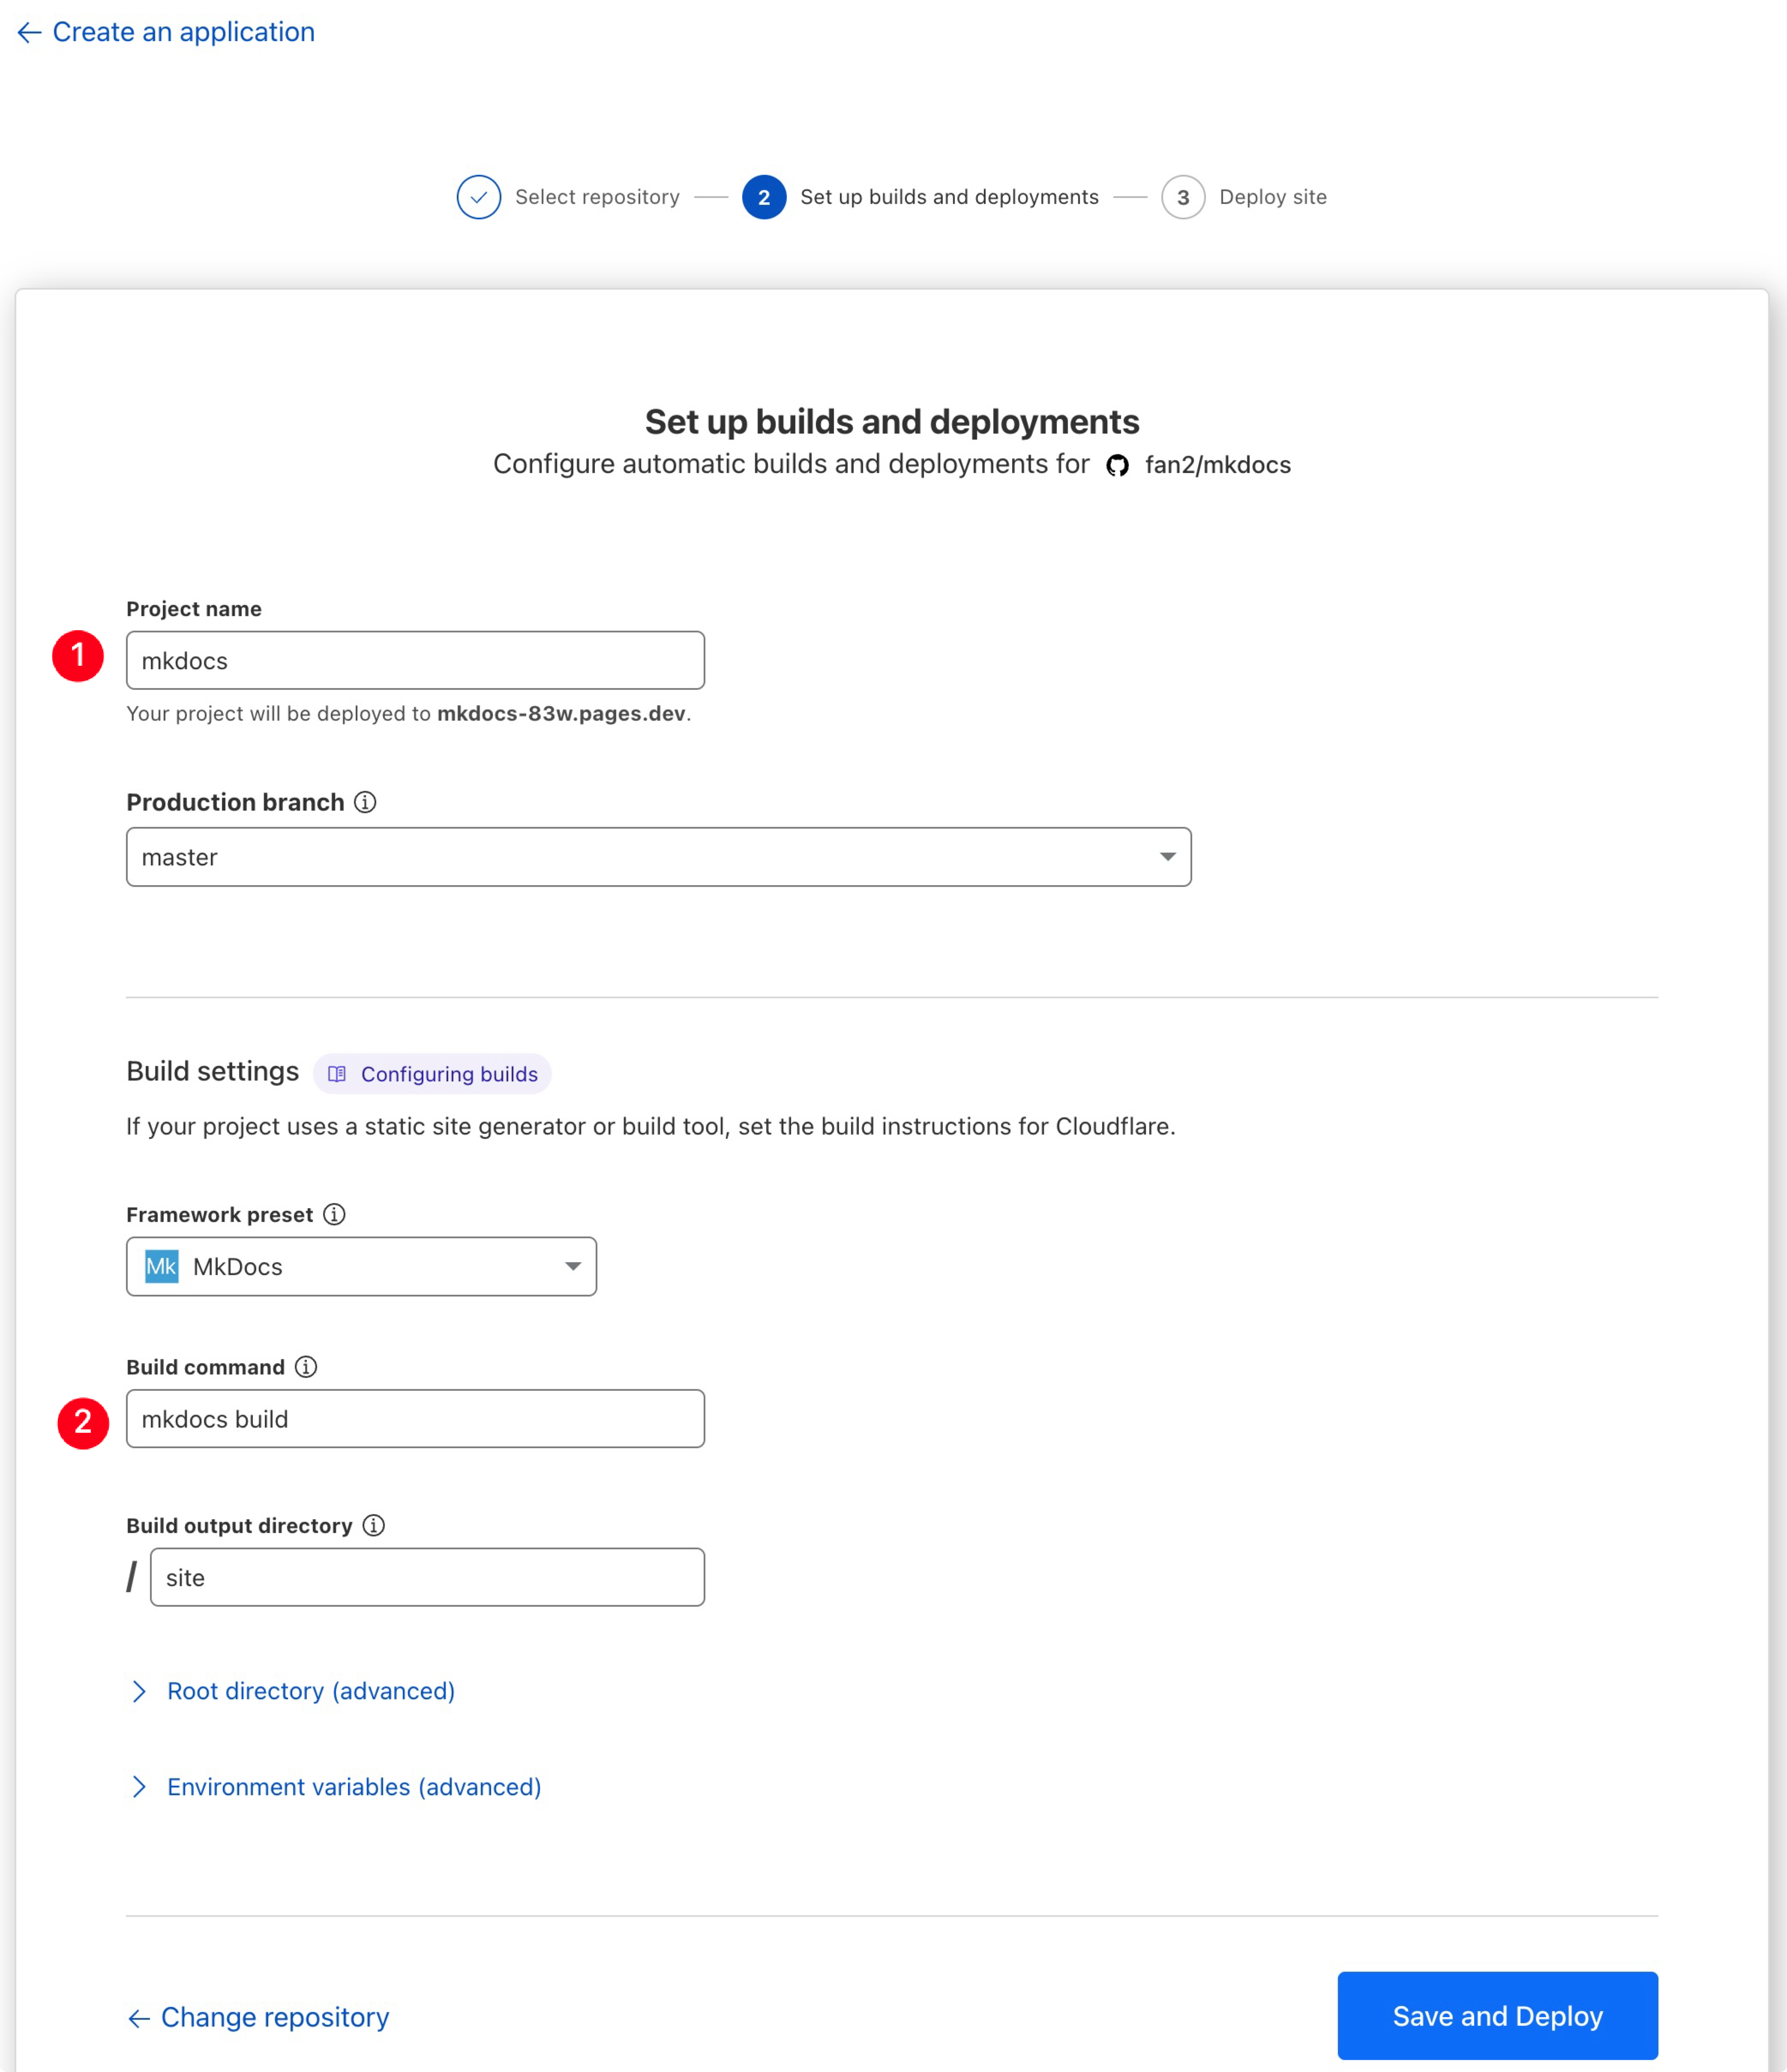 ← Create an application
Select repository
2 Set up builds and deployments
3 Deploy site
Set up builds and deployments
Configure automatic builds and deployments for fan2/mkdocs
Project name
1
mkdocs
Your project will be deployed to mkdocs-83w.pages.dev.
Production branch
master
Build settings
Configuring builds
If your project uses a static site generator or build tool, set the build instructions for Cloudflare.
Framework preset
Mk MkDocs
Build command
2
mkdocs build
Build output directory
/ site
Root directory (advanced)
Environment variables (advanced)
← Change repository
Save and Deploy